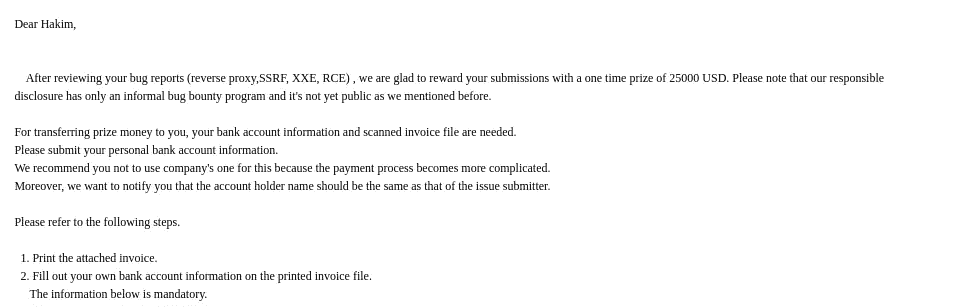 Dear Hakim,
After reviewing your bug reports (reverse proxy,SSRF, XXE, RCE) , we are glad to reward your submissions with a one time prize of 25000 USD. Please note that our responsible
disclosure has only an informal bug bounty program and it's not yet public as we mentioned before.
For transferring prize money to you, your bank account information and scanned invoice file are needed.
Please submit your personal bank account information.
We recommend you not to use company's one for this because the payment process becomes more complicated.
Moreover, we want to notify you that the account holder name should be the same as that of the issue submitter.
Please refer to the following steps.
1. Print the attached invoice.
2. Fill out your own bank account information on the printed invoice file.
The information below is mandatory.